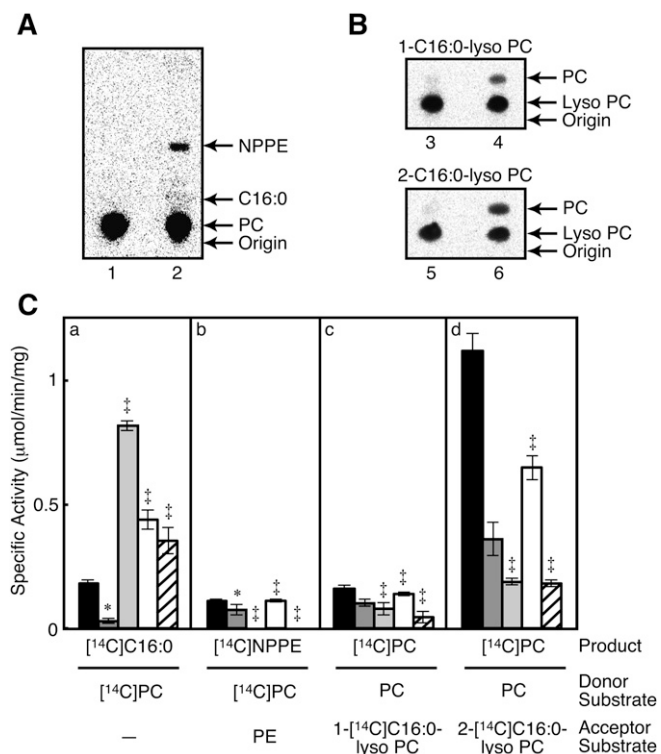 A
NPPE
C16:0
PC
Origin
1 2
B
1-C16:0-lyso PC
PC
Lyso PC
Origin
3 4
2-C16:0-lyso PC
PC
Lyso PC
Origin
5 6
C
Specific Activity (μmol/min/mg)
1
0.5
0
a b c d
* ‡ ‡ ‡
* ‡ ‡ ‡
‡ ‡ ‡
‡ ‡ ‡
[¹⁴C]C16:0 [¹⁴C]NPPE [¹⁴C]PC [¹⁴C]PC Product
[¹⁴C]PC [¹⁴C]PC PC PC Donor Substrate
— PE 1-[¹⁴C]C16:0-lyso PC 2-[¹⁴C]C16:0-lyso PC Acceptor Substrate